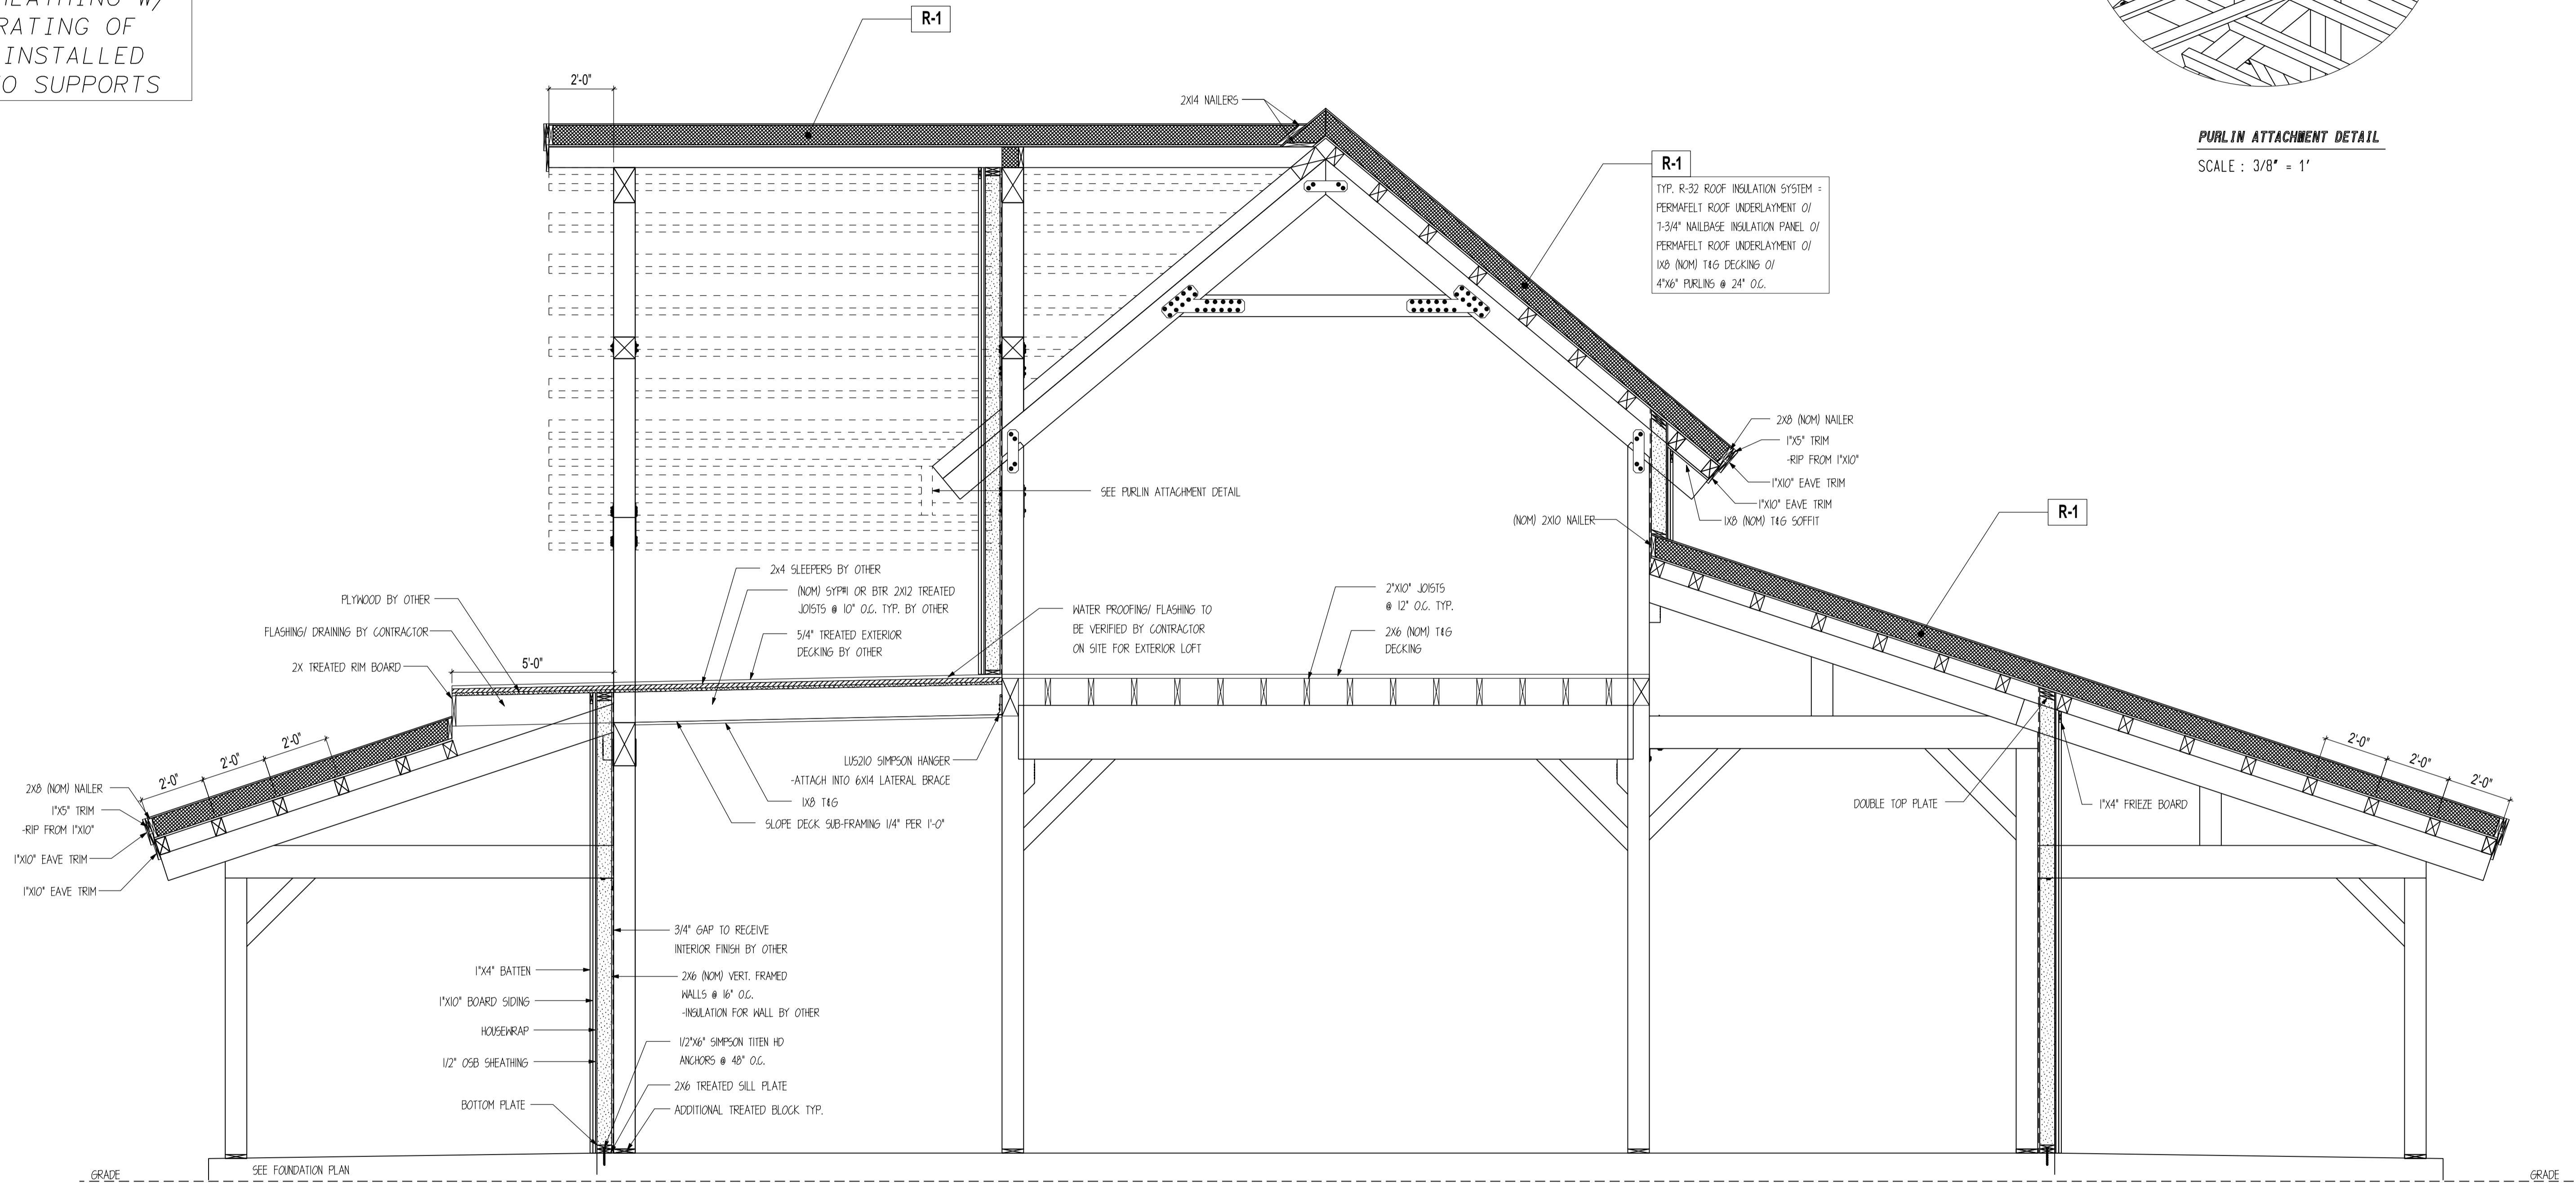 RATING OF
INSTALLED
SUPPORTS
R-1
2'-0"
2X14 NAILERS
PURLIN ATTACHMENT DETAIL
SCALE : 3/8" = 1'
R-1
TYP. R-32 ROOF INSULATION SYSTEM =
PERMAFELT ROOF UNDERLAYMENT O/
7-3/4" NAILBASE INSULATION PANEL O/
PERMAFELT ROOF UNDERLAYMENT O/
1X8 (NOM) T&G DECKING O/
4"X6" PURLINS @ 24" O.C.
2X8 (NOM) NAILER
1"X5" TRIM
-RIP FROM 1"X10"
1"X10" EAVE TRIM
1"X10" EAVE TRIM
1X8 (NOM) T&G SOFFIT
SEE PURLIN ATTACHMENT DETAIL
(NOM) 2X10 NAILER
R-1
2x4 SLEEPERS BY OTHER
(NOM) SYP#1 OR BTR 2X12 TREATED
JOISTS @ 10" O.C. TYP. BY OTHER
5/4" TREATED EXTERIOR
DECKING BY OTHER
PLYWOOD BY OTHER
FLASHING/ DRAINING BY CONTRACTOR
2X TREATED RIM BOARD
5'-0"
WATER PROOFING/ FLASHING TO
BE VERIFIED BY CONTRACTOR
ON SITE FOR EXTERIOR LOFT
2"X10" JOISTS
@ 12" O.C. TYP.
2X6 (NOM) T&G
DECKING
2'-0"
2'-0"
2'-0"
2X8 (NOM) NAILER
1"X5" TRIM
-RIP FROM 1"X10"
1"X10" EAVE TRIM
1"X10" EAVE TRIM
LUS210 SIMPSON HANGER
-ATTACH INTO 6X14 LATERAL BRACE
1X8 T&G
SLOPE DECK SUB-FRAMING 1/4" PER 1'-0"
2'-0"
2'-0"
2'-0"
DOUBLE TOP PLATE
1"X4" FRIEZE BOARD
3/4" GAP TO RECEIVE
INTERIOR FINISH BY OTHER
2X6 (NOM) VERT. FRAMED
WALLS @ 16" O.C.
-INSULATION FOR WALL BY OTHER
1/2"X6" SIMPSON TITEN HD
ANCHORS @ 48" O.C.
2X6 TREATED SILL PLATE
ADDITIONAL TREATED BLOCK TYP.
1"X4" BATTEN
1"X10" BOARD SIDING
HOUSEWRAP
1/2" OSB SHEATHING
BOTTOM PLATE
GRADE
SEE FOUNDATION PLAN
GRADE